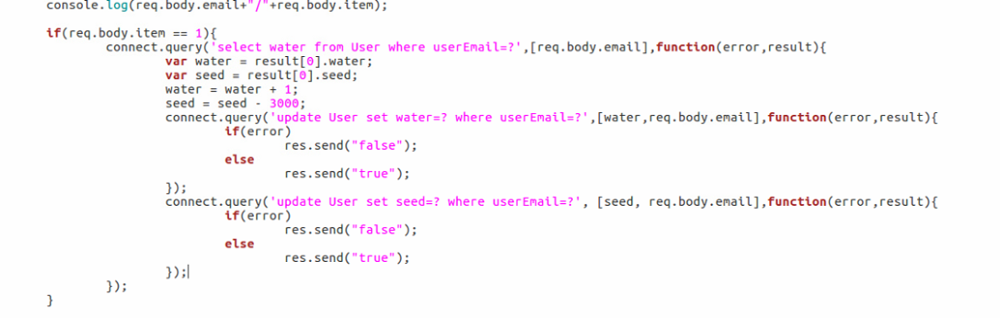 console.log(req.body.email+"/"+req.body.item);
if(req.body.item == 1){
connect.query('select water from User where userEmail=?',[req.body.email],function(error,result){
var water = result[0].water;
var seed = result[0].seed;
water = water + 1;
seed = seed - 3000;
connect.query('update User set water=? where userEmail=?',[water,req.body.email],function(error,result){
if(error)
res.send("false");
else
res.send("true");
});
connect.query('update User set seed=? where userEmail=?', [seed, req.body.email],function(error,result){
if(error)
res.send("false");
else
res.send("true");
});
});
}